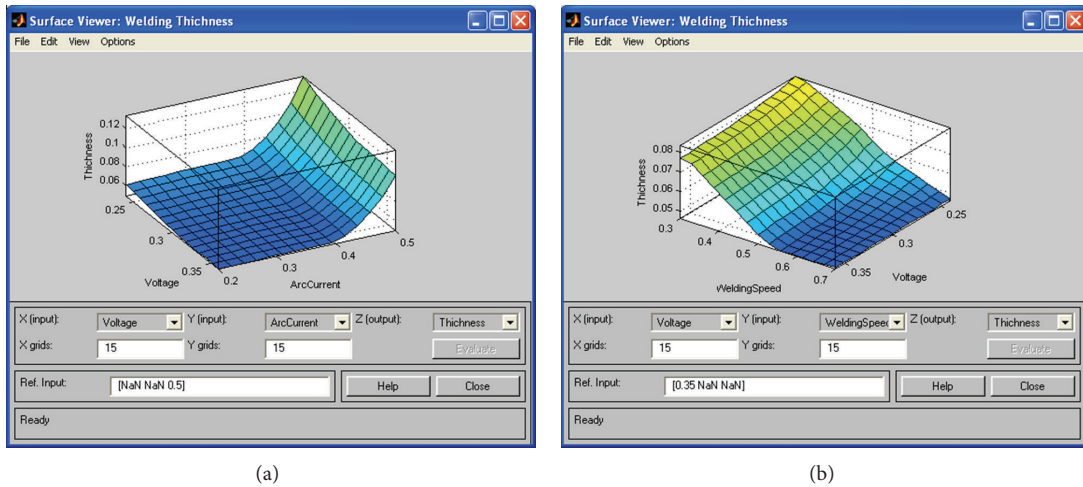 Surface Viewer: Welding Thichness
File Edit View Options
Thichness
0.12
0.1
0.08
0.06
0.25
0.3
0.35
Voltage
0.2
0.3
0.4
0.5
ArcCurrent
X (input): Voltage Y (input): ArcCurrent Z (output): Thichness
X grids: 15 Y grids: 15 Evaluate
Ref. Input: [NaN NaN 0.5] Help Close
Ready
(a)
Surface Viewer: Welding Thichness
File Edit View Options
Thichness
0.08
0.07
0.06
0.05
0.3
0.4
0.5
0.6
0.7
WeldingSpeed
0.35
0.3
0.25
Voltage
X (input): Voltage Y (input): WeldingSpeec Z (output): Thichness
X grids: 15 Y grids: 15 Evaluate
Ref. Input: [0.35 NaN NaN] Help Close
Ready
(b)